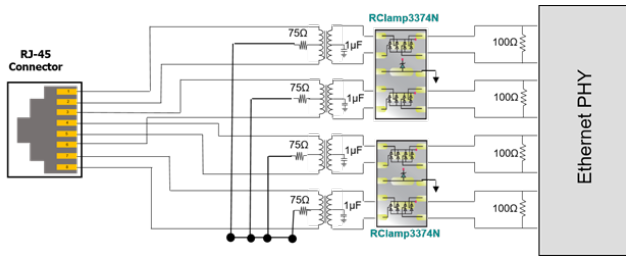 RClamp3374N
RJ-45
Connector
75Ω
1µF
100Ω
75Ω
1µF
100Ω
75Ω
1µF
100Ω
75Ω
1µF
100Ω
RClamp3374N
Ethernet PHY